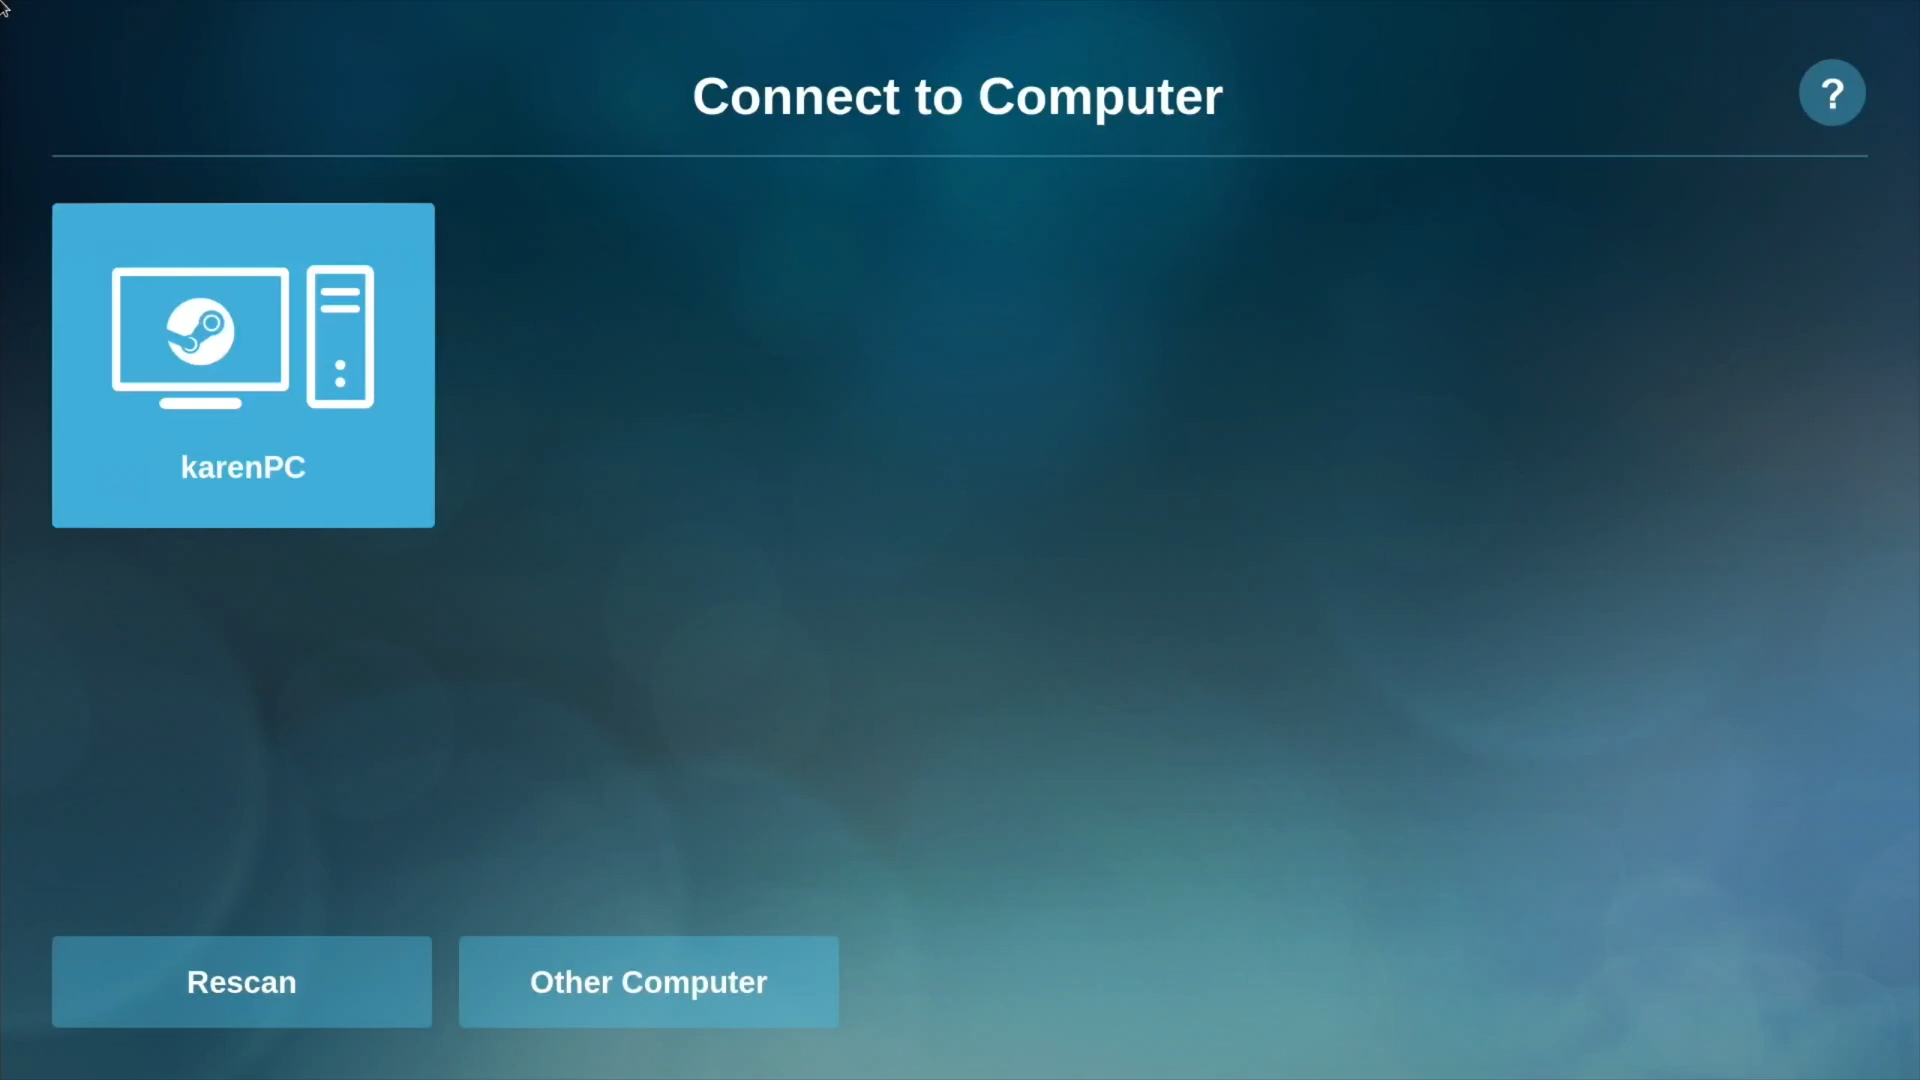 Connect to Computer
?
karenPC
Rescan
Other Computer